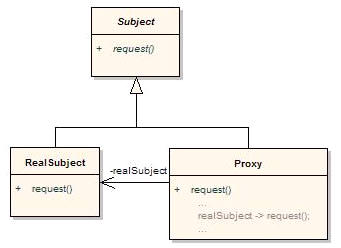 Subject
+ request()
RealSubject
+ request()
-realSubject
Proxy
+ request()
...
realSubject -> request();
...